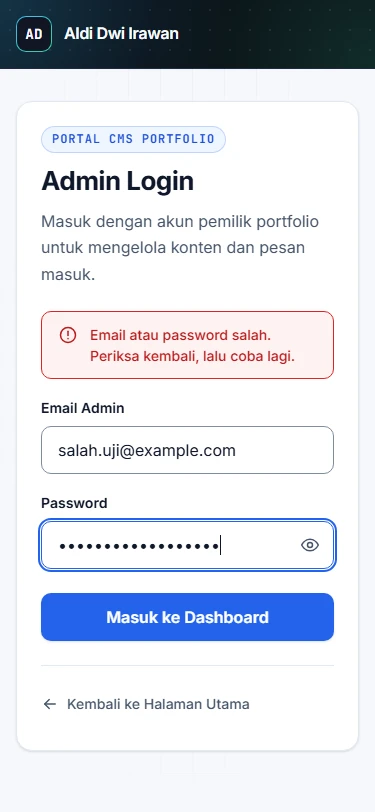 AD
Aldi Dwi Irawan
PORTAL CMS PORTFOLIO
Admin Login
Masuk dengan akun pemilik portfolio
untuk mengelola konten dan pesan
masuk.
Email atau password salah.
Periksa kembali, lalu coba lagi.
Email Admin
salah.uji@example.com
Password
••••••••••••••••••
Masuk ke Dashboard
← Kembali ke Halaman Utama